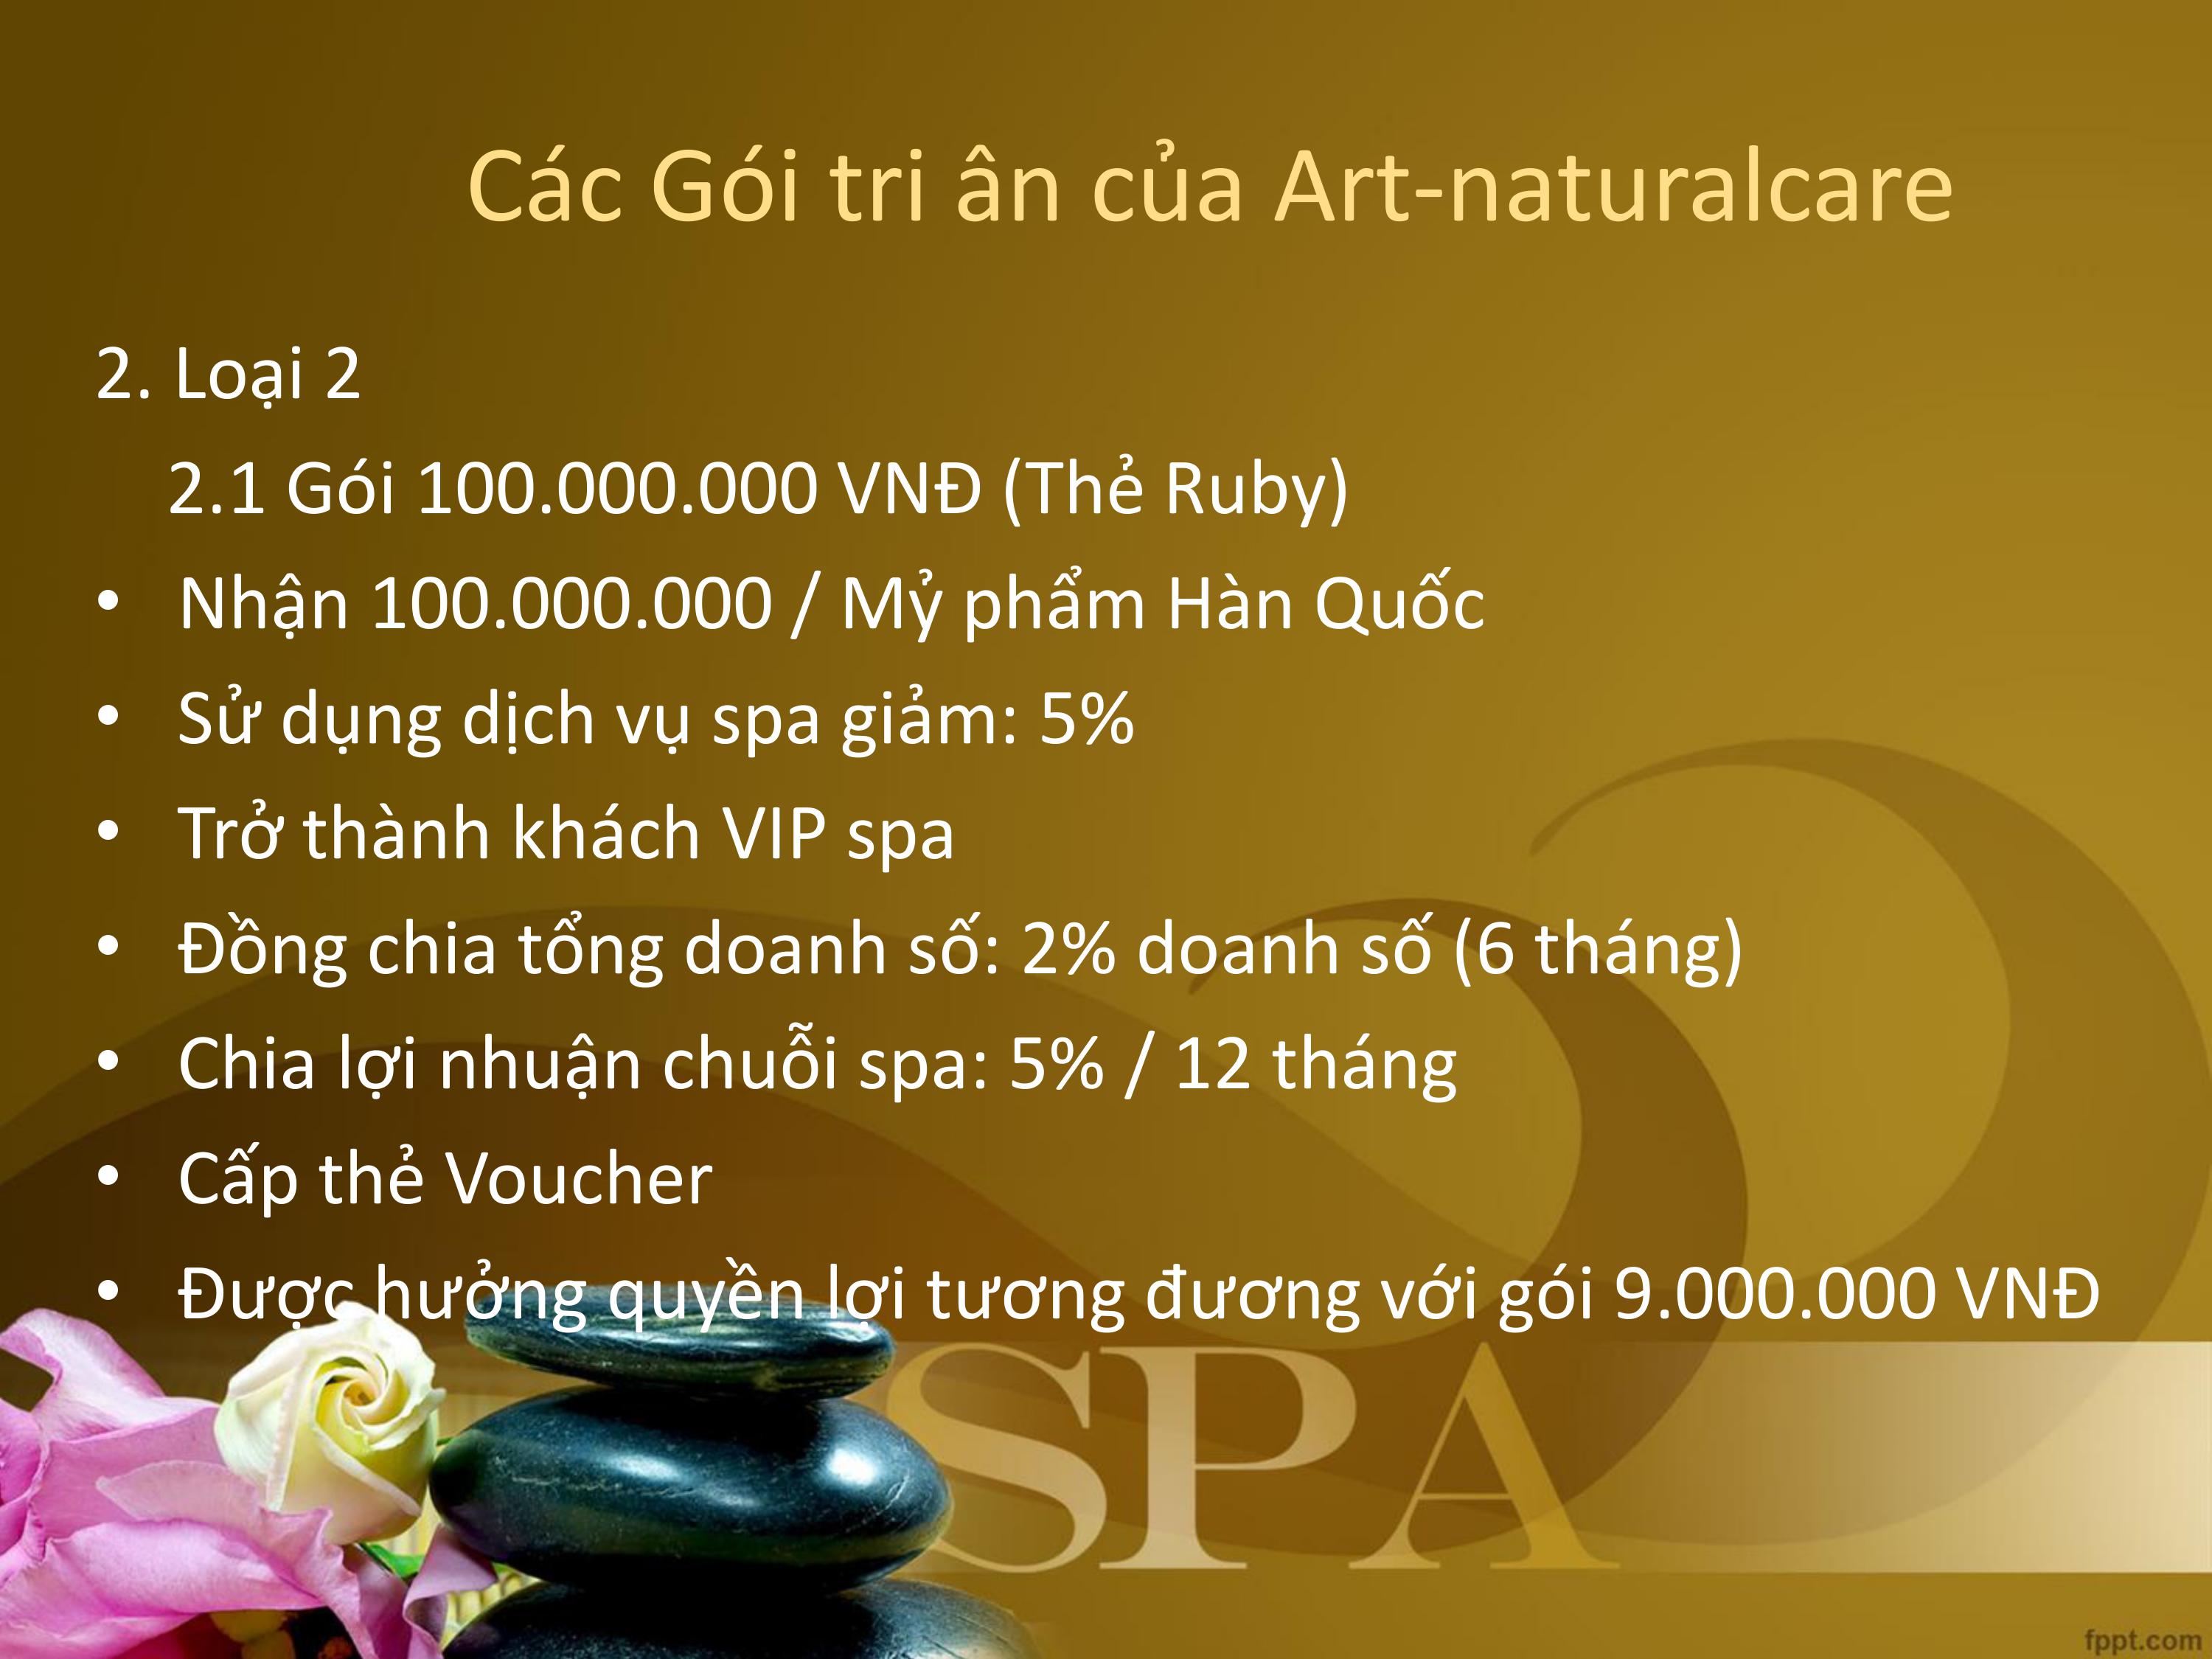 Các Gói tri ân của Art-naturalcare
2. Loại 2
2.1 Gói 100.000.000 VNĐ (Thẻ Ruby)
• Nhận 100.000.000 / Mỷ phẩm Hàn Quốc
• Sử dụng dịch vụ spa giảm: 5%
• Trở thành khách VIP spa
• Đồng chia tổng doanh số: 2% doanh số (6 tháng)
• Chia lợi nhuận chuỗi spa: 5% / 12 tháng
• Cấp thẻ Voucher
• Được hưởng quyền lợi tương đương với gói 9.000.000 VNĐ
SPA
fppt.com